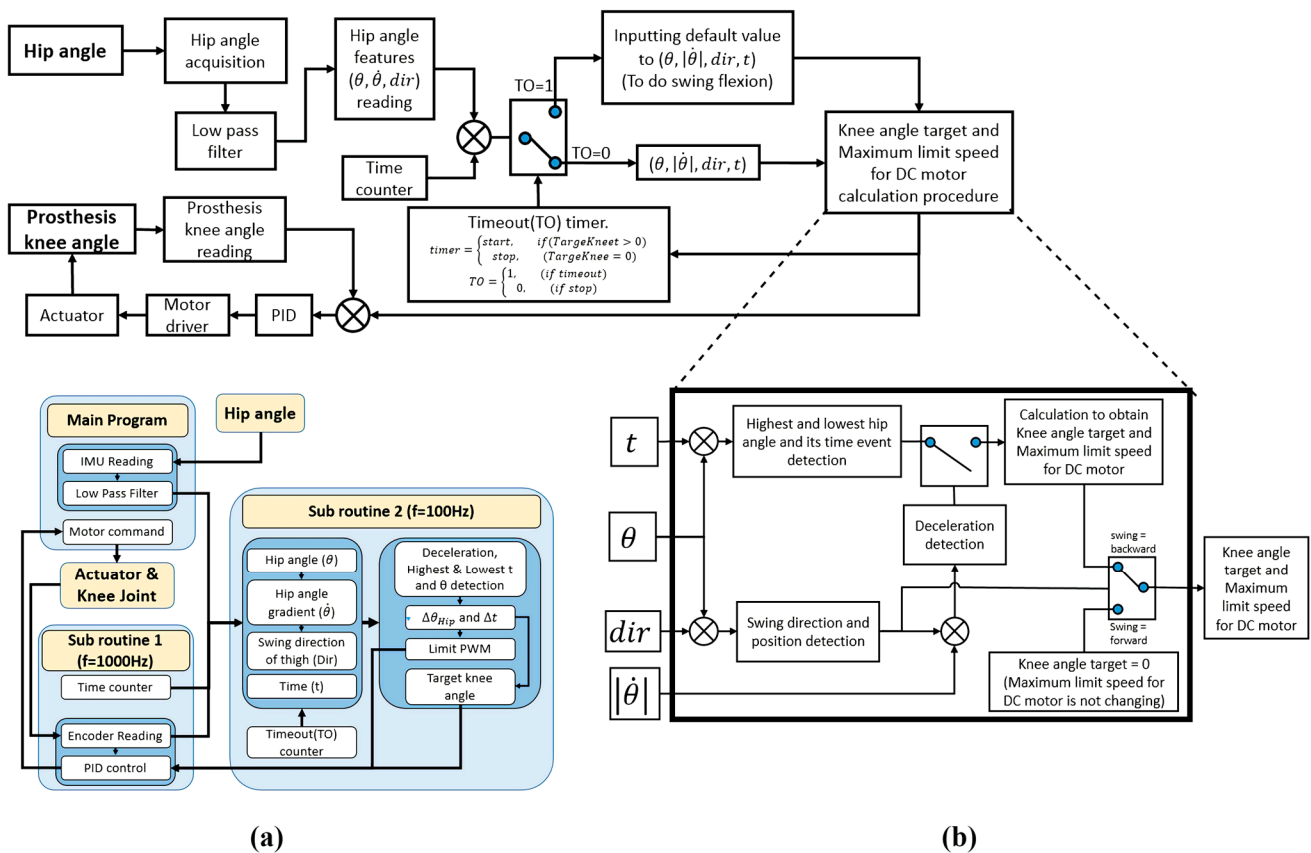 Hip angle
Hip angle
acquisition
Low pass
filter
Hip angle
features
(θ, θ̇, dir)
reading
Time
counter
TO=1
TO=0
Inputting default value
to (θ, |θ̇|, dir, t)
(To do swing flexion)
(θ, |θ̇|, dir, t)
Knee angle target and
Maximum limit speed
for DC motor
calculation procedure
Timeout(TO) timer.
timer = {start, if(TargeKneet > 0)
stop, (TargeKnee = 0)
TO = {1, (if timeout)
0, (if stop)
Prosthesis
knee angle
Prosthesis
knee angle
reading
Actuator
Motor
driver
PID
Main Program
Hip angle
IMU Reading
Low Pass Filter
Motor command
Actuator &
Knee Joint
Sub routine 1
(f=1000Hz)
Time counter
Encoder Reading
PID control
Sub routine 2 (f=100Hz)
Hip angle (θ)
Hip angle
gradient (θ̇)
Swing direction
of thigh (Dir)
Time (t)
Timeout(TO)
counter
Deceleration,
Highest & Lowest t
and θ detection
Δθ_Hip and Δt
Limit PWM
Target knee
angle
t
θ
dir
|θ̇|
Highest and lowest hip
angle and its time event
detection
Calculation to obtain
Knee angle target and
Maximum limit speed
for DC motor
Deceleration
detection
Swing direction and
position detection
swing =
backward
Swing=
forward
Knee angle target = 0
(Maximum limit speed for
DC motor is not changing)
Knee angle
target and
Maximum
limit speed
for DC motor
(a)
(b)